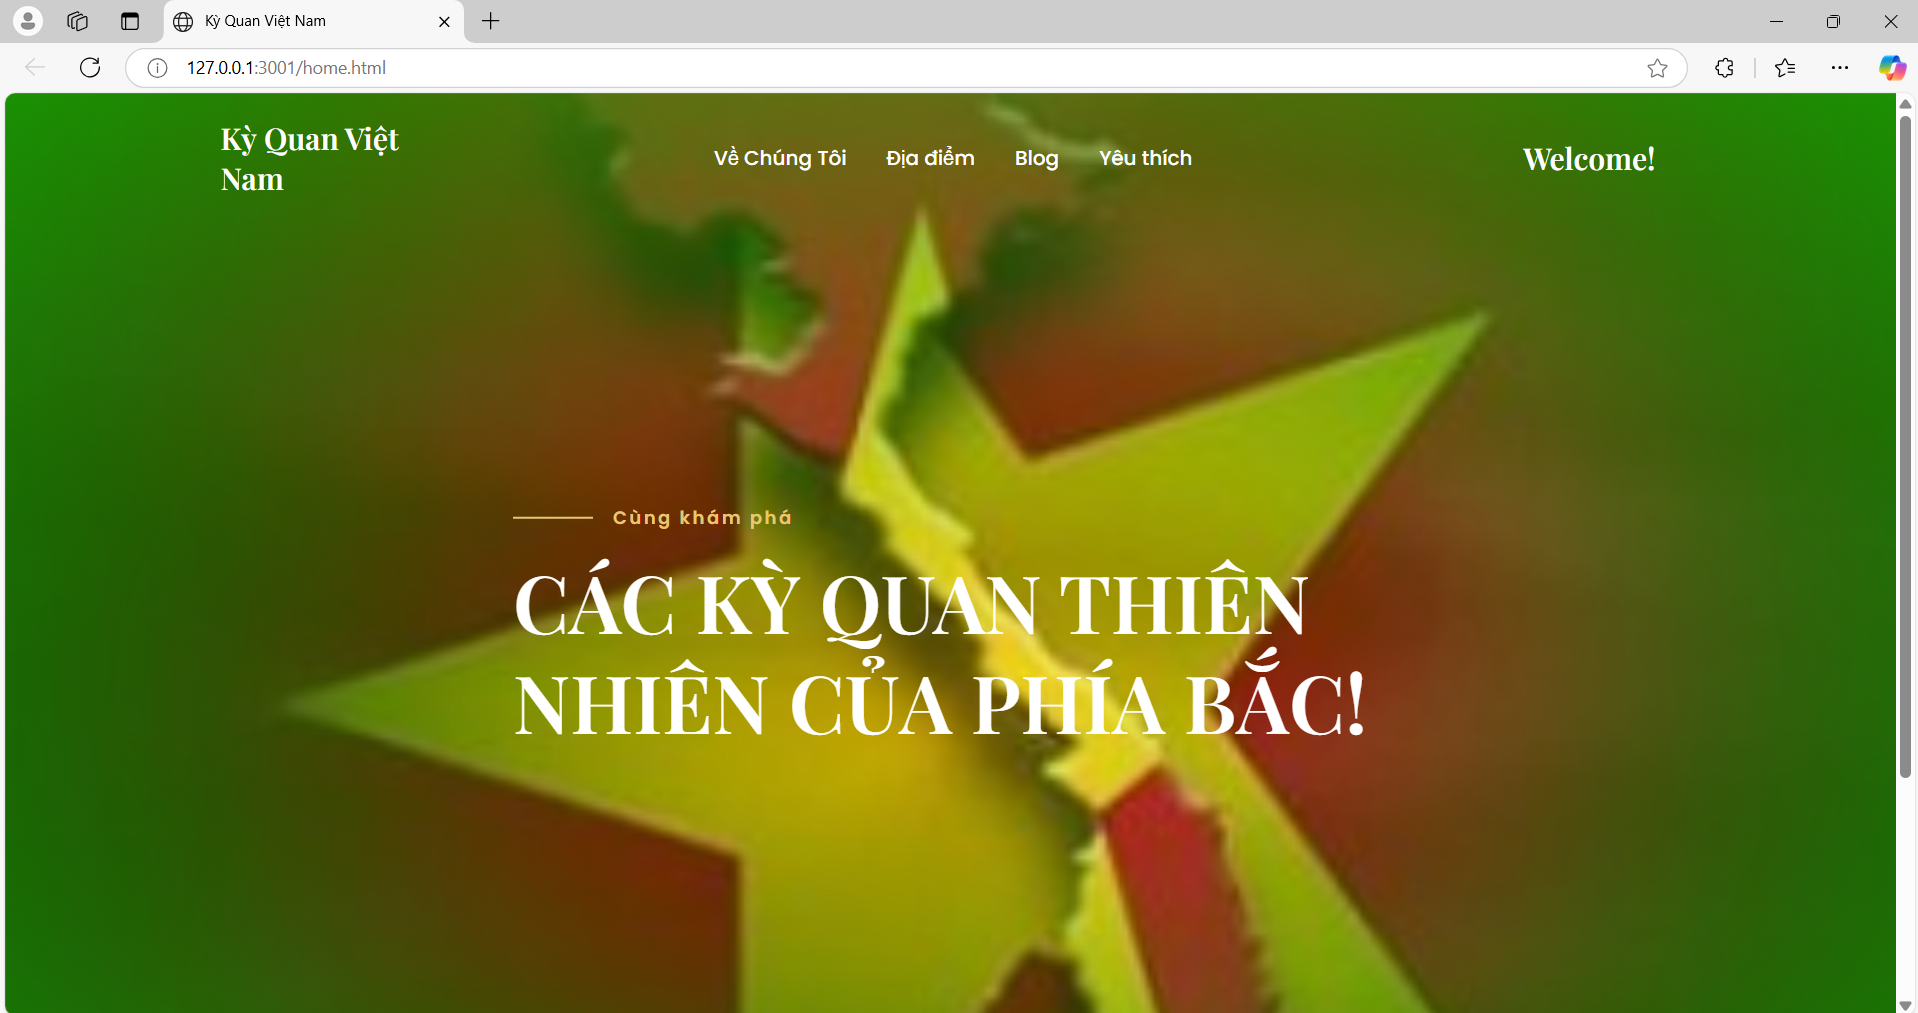 Kỳ Quan Việt Nam
127.0.0.1:3001/home.html
Kỳ Quan Việt
Nam
Về Chúng Tôi
Địa điểm
Blog
Yêu thích
Welcome!
Cùng khám phá
CÁC KỲ QUAN THIÊN
NHIÊN CỦA PHÍA BẮC!